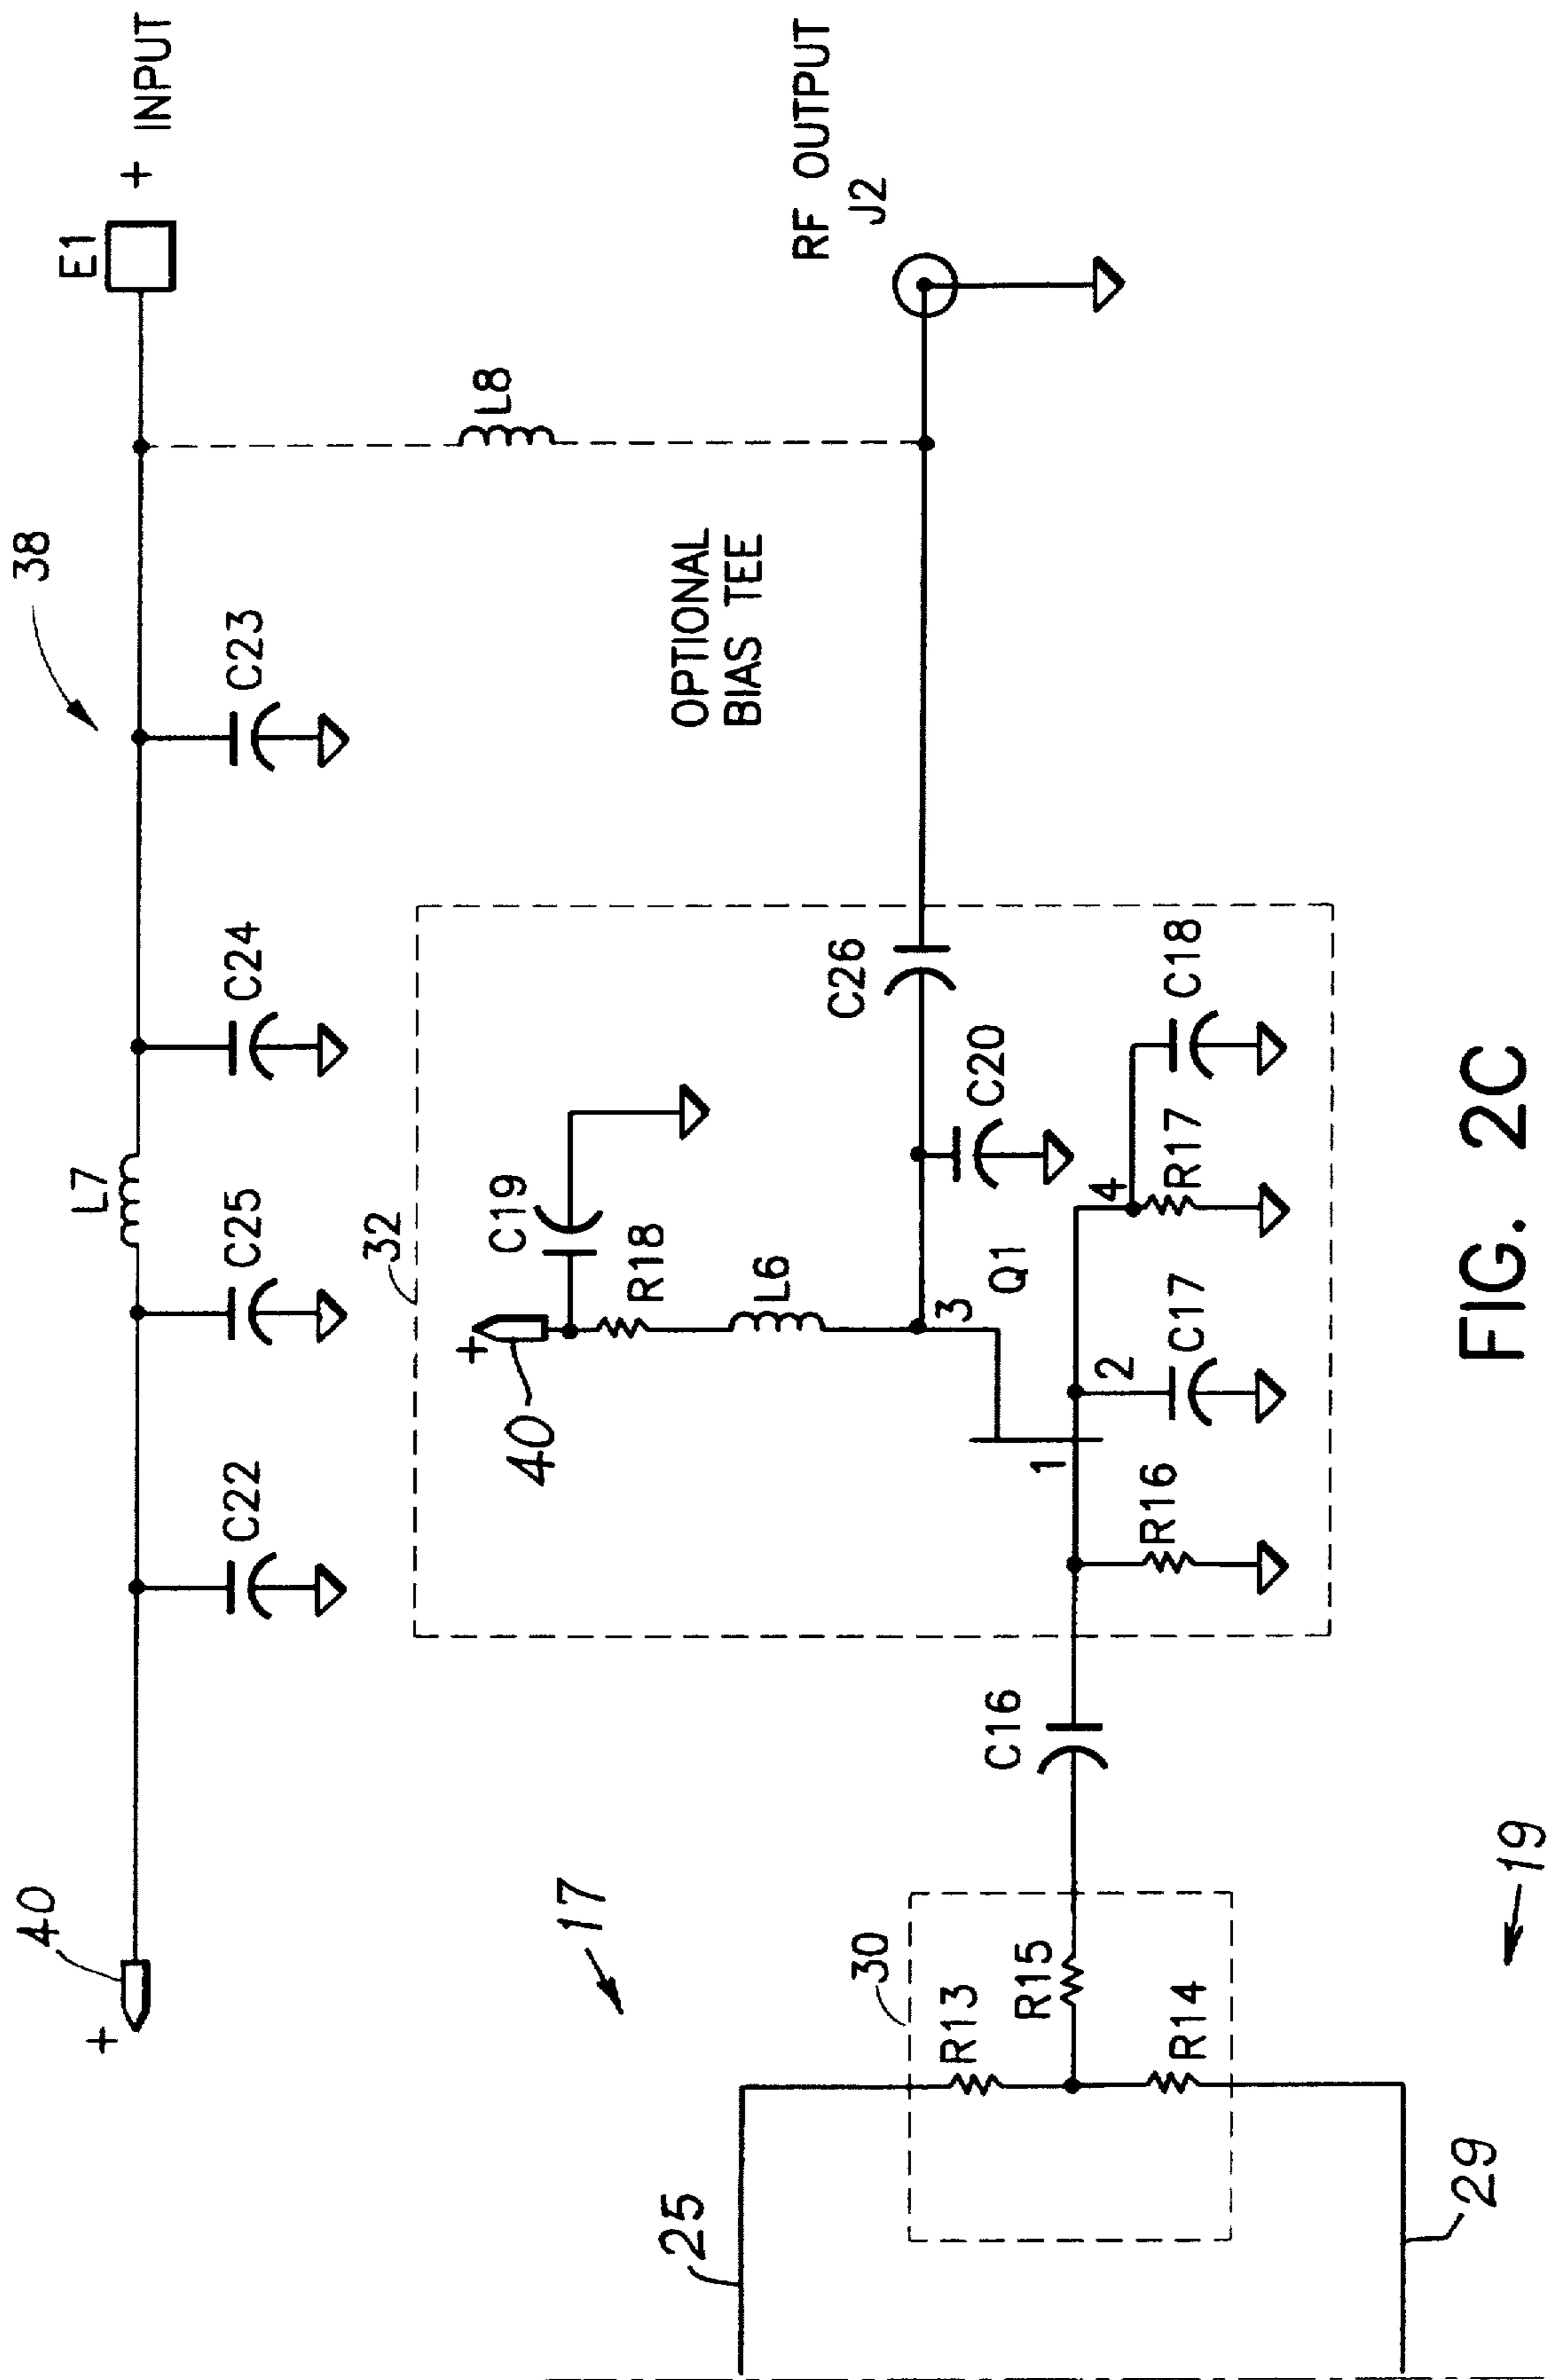 38
40
+
C22
C25
L7
C24
C23
E1
+ INPUT
32
+
40
C19
R18
L6
3
Q1
C20
C26
OPTIONAL
BIAS TEE
L8
RF OUTPUT
J2
17
25
30
R13
R15
R14
C16
1
R16
2
C17
4
R17
C18
29
19
FIG. 2C